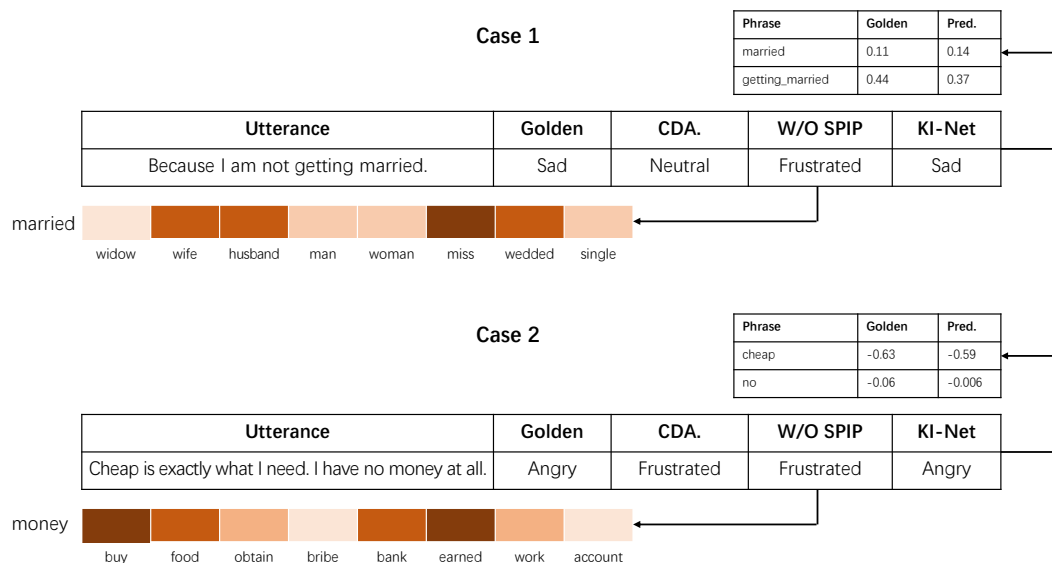 Case 1
Phrase Golden Pred.
married 0.11 0.14
getting_married 0.44 0.37
Utterance Golden CDA. W/O SPIP KI-Net
Because I am not getting married. Sad Neutral Frustrated Sad
married
widow wife husband man woman miss wedded single
Case 2
Phrase Golden Pred.
cheap -0.63 -0.59
no -0.06 -0.006
Utterance Golden CDA. W/O SPIP KI-Net
Cheap is exactly what I need. I have no money at all. Angry Frustrated Frustrated Angry
money
buy food obtain bribe bank earned work account